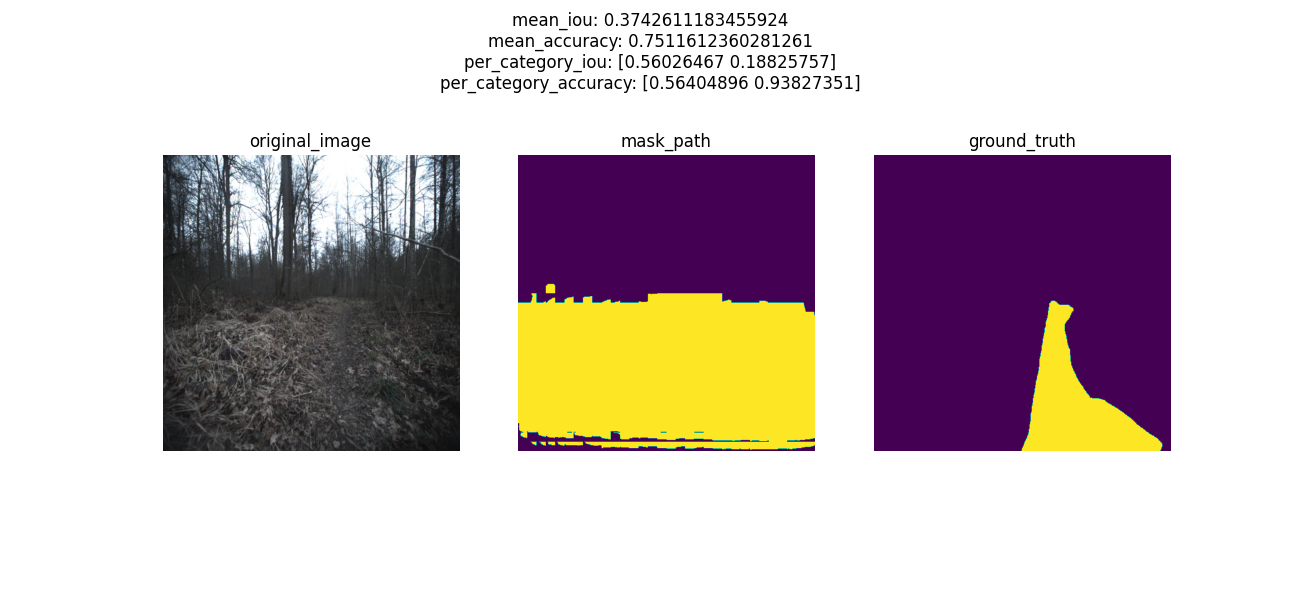 mean_iou: 0.3742611183455924
mean_accuracy: 0.7511612360281261
per_category_iou: [0.56026467 0.18825757]
per_category_accuracy: [0.56404896 0.93827351]
original_image
mask_path
ground_truth